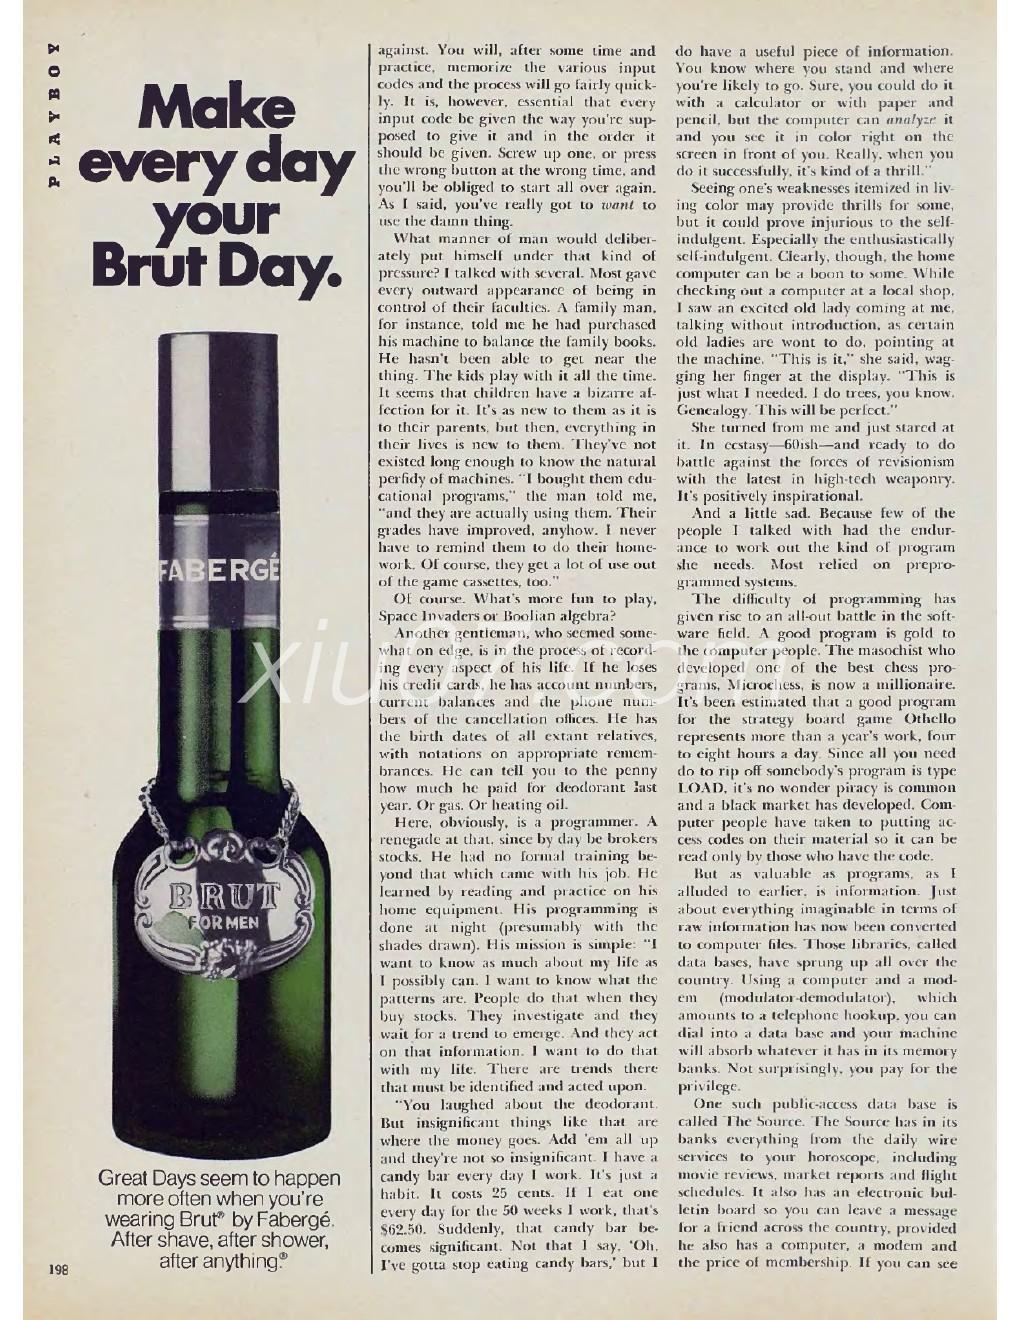 PLAYBOY
Make
every day
your
Brut Day.
FABERGÉ
BRUT
FOR MEN
Great Days seem to happen
more often when you're
wearing Brut® by Fabergé.
After shave, after shower,
after anything.®
198
against. You will, after some time and
practice, memorize the various input
codes and the process will go fairly quick-
ly. It is, however, essential that every
input code be given the way you're sup-
posed to give it and in the order it
should be given. Screw up one, or press
the wrong button at the wrong time, and
you'll be obliged to start all over again.
As I said, you've really got to want to
use the damn thing.
What manner of man would deliber-
ately put himself under that kind of
pressure? I talked with several. Most gave
every outward appearance of being in
control of their faculties. A family man,
for instance, told me he had purchased
his machine to balance the family books.
He hasn't been able to get near the
thing. The kids play with it all the time.
It seems that children have a bizarre af-
fection for it. It's as new to them as it is
to their parents, but then, everything in
their lives is new to them. They've not
existed long enough to know the natural
perfidy of machines. "I bought them edu-
cational programs," the man told me,
"and they are actually using them. Their
grades have improved, anyhow. I never
have to remind them to do their home-
work. Of course, they get a lot of use out
of the game cassettes, too."
Of course. What's more fun to play,
Space Invaders or Boolian algebra?
Another gentleman, who seemed some-
what on edge, is in the process of record-
ing every aspect of his life. If he loses
his credit cards, he has account numbers,
current balances and the phone num-
bers of the cancellation offices. He has
the birth dates of all extant relatives,
with notations on appropriate remem-
brances. He can tell you to the penny
how much he paid for deodorant last
year. Or gas. Or heating oil.
Here, obviously, is a programmer. A
renegade at that, since by day be brokers
stocks. He had no formal training be-
yond that which came with his job. He
learned by reading and practice on his
home equipment. His programming is
done at night (presumably with the
shades drawn). His mission is simple: "I
want to know as much about my life as
I possibly can. I want to know what the
patterns are. People do that when they
buy stocks. They investigate and they
wait for a trend to emerge. And they act
on that information. I want to do that
with my life. There are trends there
that must be identified and acted upon.
"You laughed about the deodorant.
But insignificant things like that are
where the money goes. Add 'em all up
and they're not so insignificant. I have a
candy bar every day I work. It's just a
habit. It costs 25 cents. If I eat one
every day for the 50 weeks I work, that's
$62.50. Suddenly, that candy bar be-
comes significant. Not that I say, 'Oh,
I've gotta stop eating candy bars,' but I
do have a useful piece of information.
You know where you stand and where
you're likely to go. Sure, you could do it
with a calculator or with paper and
pencil, but the computer can analyze it
and you see it in color right on the
screen in front of you. Really, when you
do it successfully, it's kind of a thrill."
Seeing one's weaknesses itemized in liv-
ing color may provide thrills for some,
but it could prove injurious to the self-
indulgent. Especially the enthusiastically
self-indulgent. Clearly, though, the home
computer can be a boon to some. While
checking out a computer at a local shop,
I saw an excited old lady coming at me,
talking without introduction, as certain
old ladies are wont to do, pointing at
the machine. "This is it," she said, wag-
ging her finger at the display. "This is
just what I needed. I do trees, you know.
Genealogy. This will be perfect."
She turned from me and just stared at
it. In ecstasy—60ish—and ready to do
battle against the forces of revisionism
with the latest in high-tech weaponry.
It's positively inspirational.
And a little sad. Because few of the
people I talked with had the endur-
ance to work out the kind of program
she needs. Most relied on prepro-
grammed systems.
The difficulty of programming has
given rise to an all-out battle in the soft-
ware field. A good program is gold to
the computer people. The masochist who
developed one of the best chess pro-
grams, Microchess, is now a millionaire.
It's been estimated that a good program
for the strategy board game Othello
represents more than a year's work, four
to eight hours a day. Since all you need
do to rip off somebody's program is type
LOAD, it's no wonder piracy is common
and a black market has developed. Com-
puter people have taken to putting ac-
cess codes on their material so it can be
read only by those who have the code.
But as valuable as programs, as I
alluded to earlier, is information. Just
about everything imaginable in terms of
raw information has now been converted
to computer files. Those libraries, called
data bases, have sprung up all over the
country. Using a computer and a mod-
em (modulator-demodulator), which
amounts to a telephone hookup, you can
dial into a data base and your machine
will absorb whatever it has in its memory
banks. Not surprisingly, you pay for the
privilege.
One such public-access data base is
called The Source. The Source has in its
banks everything from the daily wire
services to your horoscope, including
movie reviews, market reports and flight
schedules. It also has an electronic bul-
letin board so you can leave a message
for a friend across the country, provided
he also has a computer, a modem and
the price of membership. If you can see